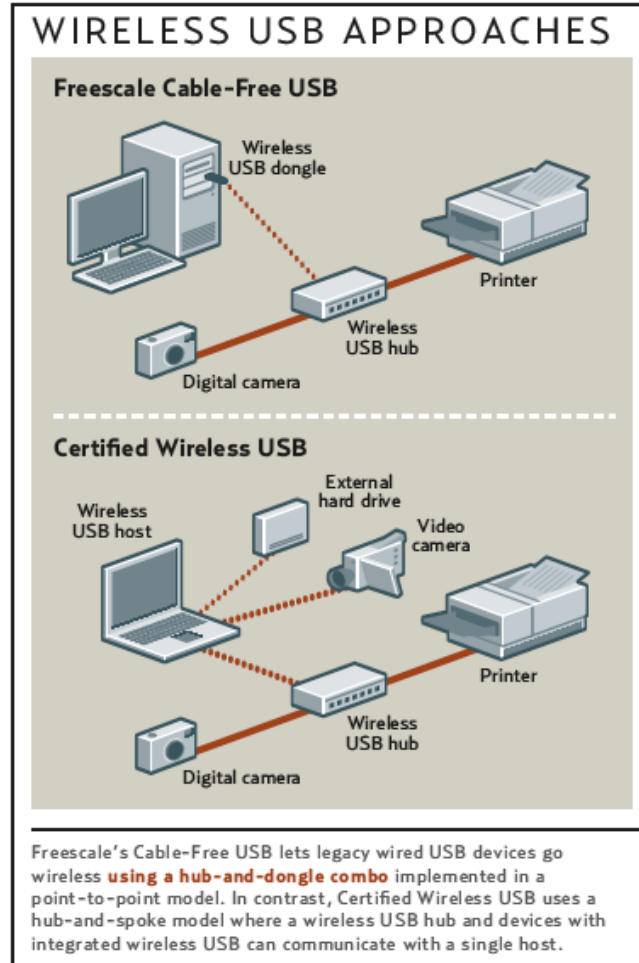 WIRELESS USB APPROACHES
Freescale Cable-Free USB
Wireless
USB dongle
Printer
Wireless
USB hub
Digital camera
Certified Wireless USB
External
hard drive
Wireless
USB host
Video
camera
Printer
Wireless
USB hub
Digital camera
Freescale's Cable-Free USB lets legacy wired USB devices go
wireless using a hub-and-dongle combo implemented in a
point-to-point model. In contrast, Certified Wireless USB uses a
hub-and-spoke model where a wireless USB hub and devices with
integrated wireless USB can communicate with a single host.